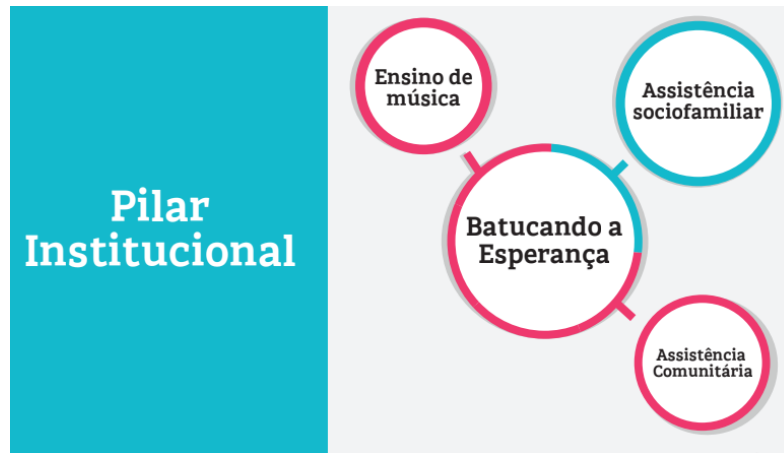 Pilar
Institucional
Ensino de
música
Assistência
sociofamiliar
Batucando a
Esperança
Assistência
Comunitária